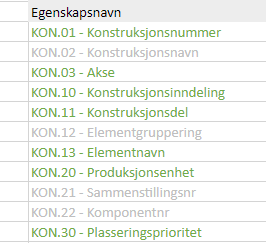 Egenskapsnavn
KON.01 - Konstruksjonsnummer
KON.02 - Konstruksjonsnavn
KON.03 - Akse
KON.10 - Konstruksjonsinndeling
KON.11 - Konstruksjonsdel
KON.12 - Elementgruppering
KON.13 - Elementnavn
KON.20 - Produksjonsenhet
KON.21 - Sammenstillingsnr
KON.22 - Komponentnr
KON.30 - Plasseringsprioritet